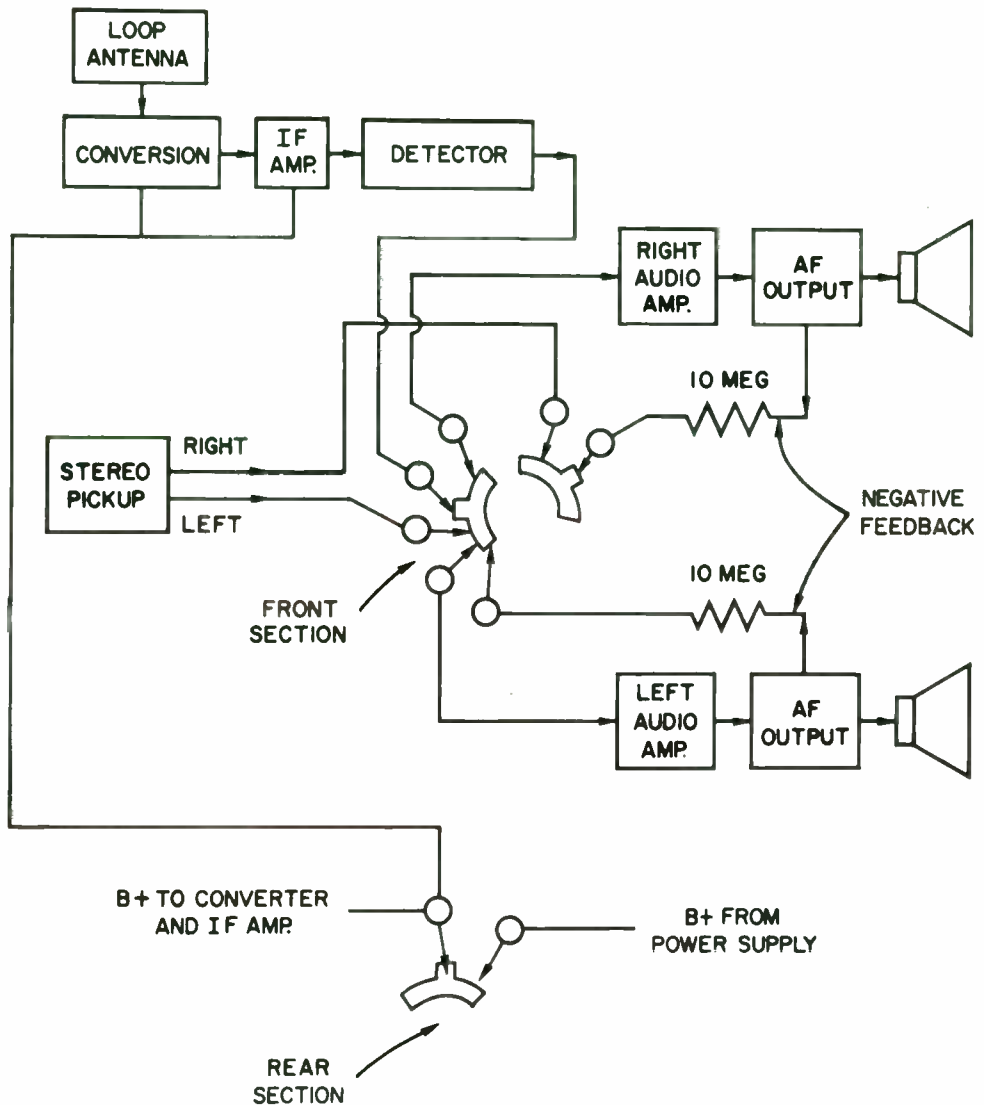 LOOP
ANTENNA
CONVERSION
IF
AMP.
DETECTOR
RIGHT
AUDIO
AMP.
AF
OUTPUT
10 MEG
STEREO
PICKUP
RIGHT
LEFT
NEGATIVE
FEEDBACK
FRONT
SECTION
10 MEG
LEFT
AUDIO
AMP.
AF
OUTPUT
B+ TO CONVERTER
AND IF AMP.
B+ FROM
POWER SUPPLY
REAR
SECTION